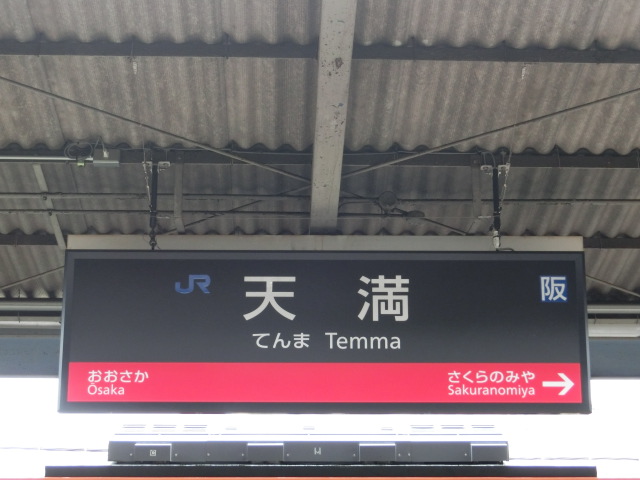 JR 天満 阪
てんま Temma
おおさか さくらのみや
Ōsaka Sakuranomiya